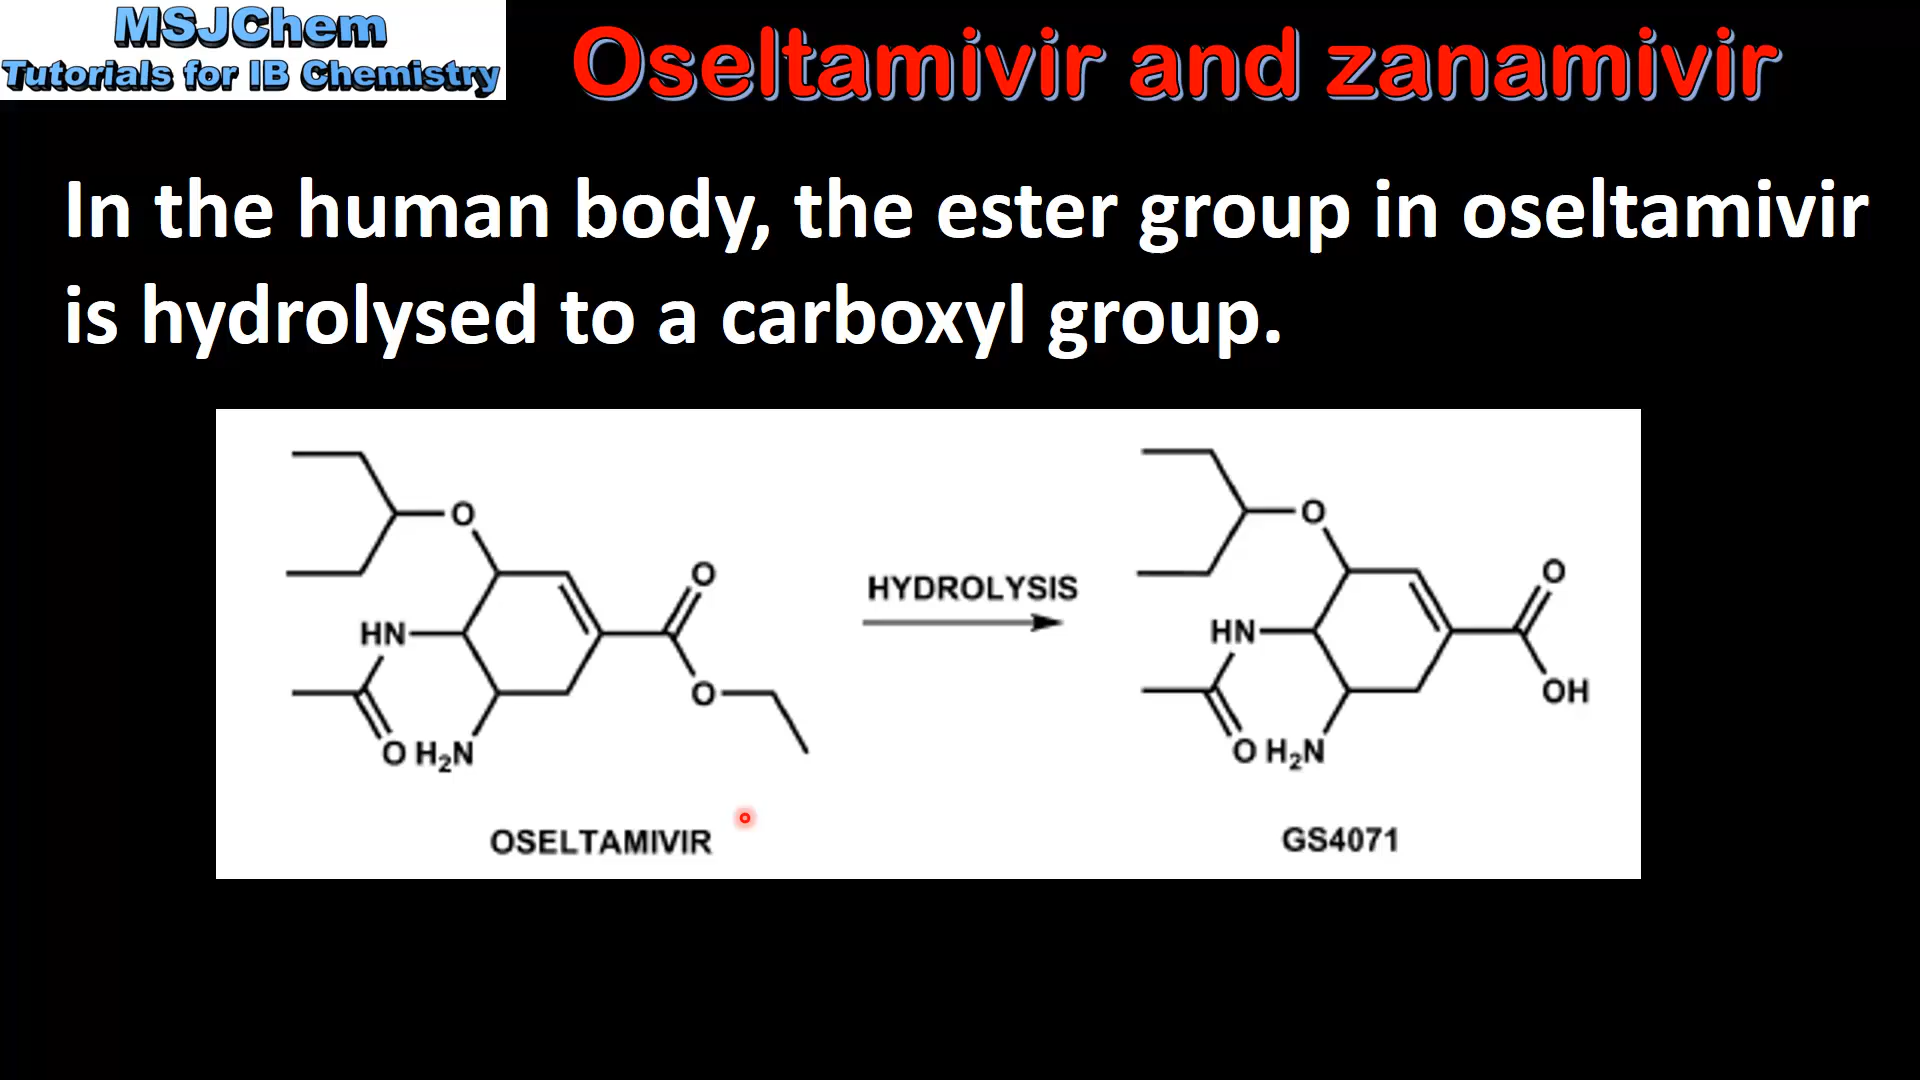 MSJChem
Tutorials for IB Chemistry
Oseltamivir and zanamivir
In the human body, the ester group in oseltamivir
is hydrolysed to a carboxyl group.
O
O
HN
O
O H₂N
HYDROLYSIS
O
O
HN
OH
O H₂N
OSELTAMIVIR
GS4071